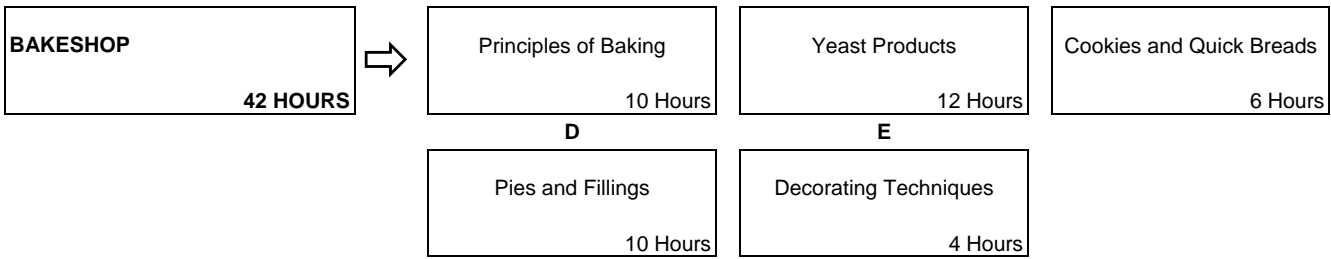 BAKESHOP
42 HOURS
Principles of Baking
10 Hours
Yeast Products
12 Hours
Cookies and Quick Breads
6 Hours
D
E
Pies and Fillings
10 Hours
Decorating Techniques
4 Hours